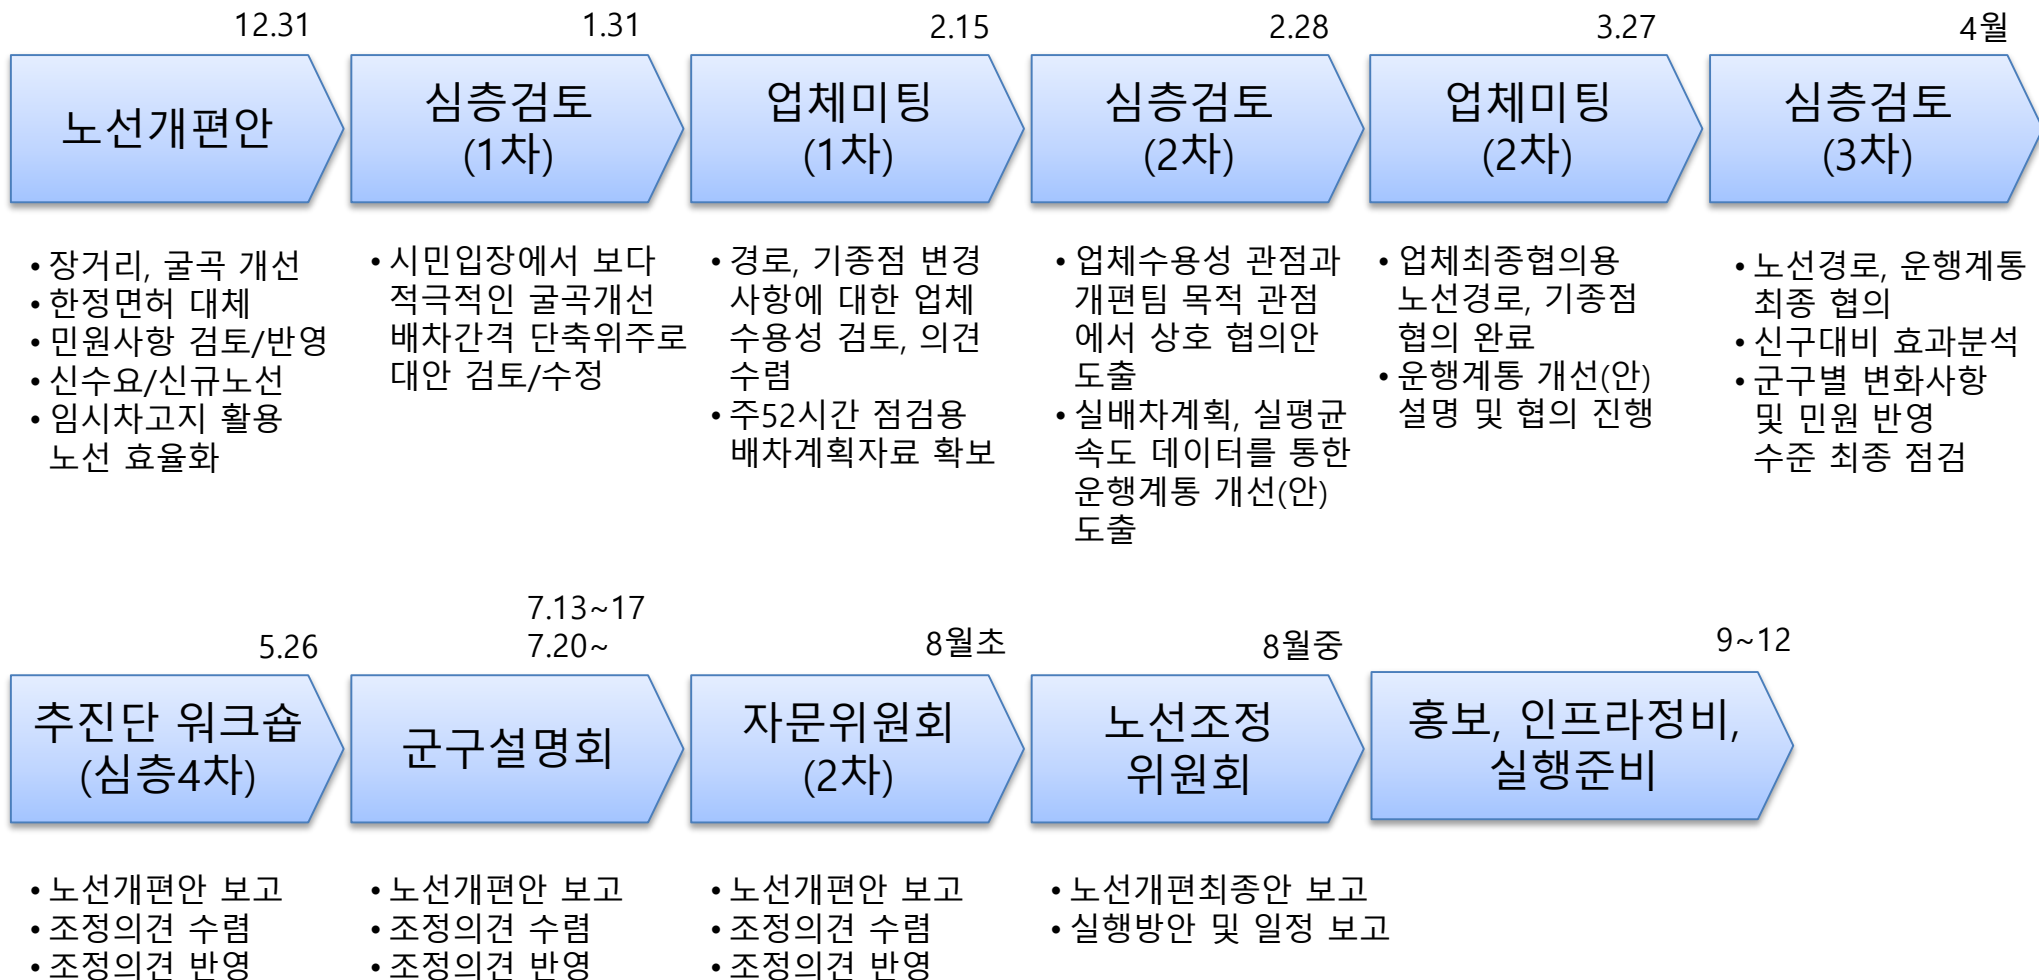 12.31
노선개편안
• 장거리, 굴곡 개선
• 한정면허 대체
• 민원사항 검토/반영
• 신수요/신규노선
• 임시차고지 활용
노선 효율화
1.31
심층검토
(1차)
• 시민입장에서 보다
적극적인 굴곡개선
배차간격 단축위주로
대안 검토/수정
2.15
업체미팅
(1차)
• 경로, 기종점 변경
사항에 대한 업체
수용성 검토, 의견
수렴
• 주52시간 점검용
배차계획자료 확보
2.28
심층검토
(2차)
• 업체수용성 관점과
개편팀 목적 관점
에서 상호 협의안
도출
• 실배차계획, 실평균
속도 데이터를 통한
운행계통 개선(안)
도출
3.27
업체미팅
(2차)
• 업체최종협의용
노선경로, 기종점
협의 완료
• 운행계통 개선(안)
설명 및 협의 진행
4월
심층검토
(3차)
• 노선경로, 운행계통
최종 협의
• 신구대비 효과분석
• 군구별 변화사항
및 민원 반영
수준 최종 점검
5.26
추진단 워크숍
(심층4차)
• 노선개편안 보고
• 조정의견 수렴
• 조정의견 반영
7.13~17
7.20~
군구설명회
• 노선개편안 보고
• 조정의견 수렴
• 조정의견 반영
8월초
자문위원회
(2차)
• 노선개편안 보고
• 조정의견 수렴
• 조정의견 반영
8월중
노선조정
위원회
• 노선개편최종안 보고
• 실행방안 및 일정 보고
9~12
홍보, 인프라정비,
실행준비